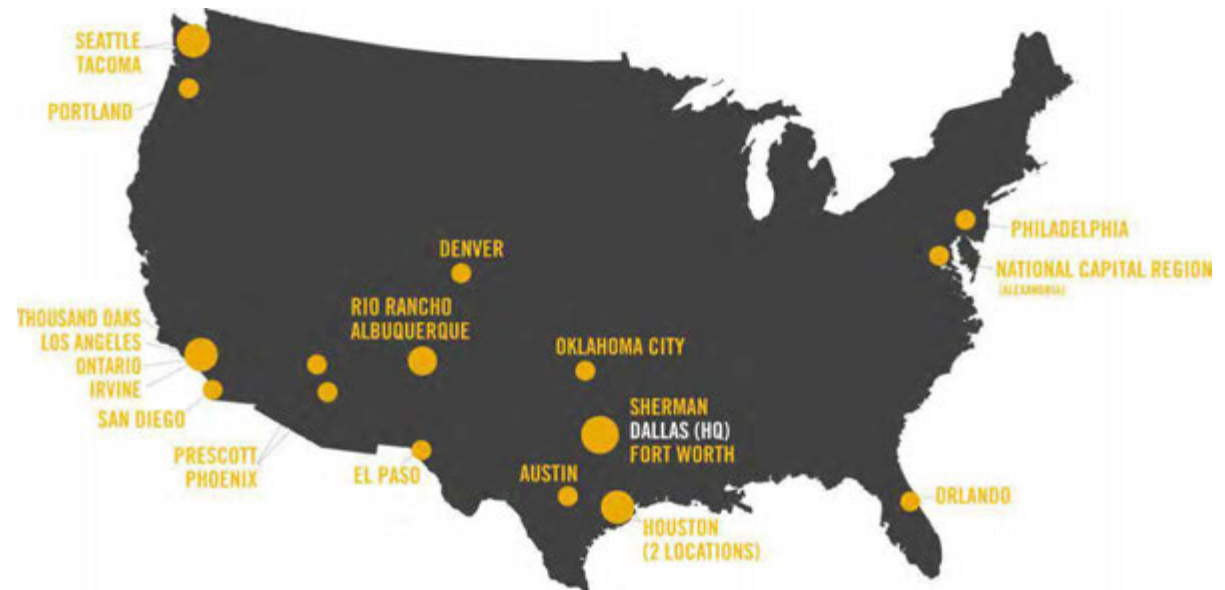 SEATTLE
TACOMA
PORTLAND
DENVER
RIO RANCHO
ALBUQUERQUE
THOUSAND OAKS
LOS ANGELES
ONTARIO
IRVINE
SAN DIEGO
PRESCOTT
PHOENIX
EL PASO
OKLAHOMA CITY
SHERMAN
DALLAS (HQ)
FORT WORTH
AUSTIN
HOUSTON
(2 LOCATIONS)
PHILADELPHIA
NATIONAL CAPITAL REGION
(ALEXANDRIA)
ORLANDO